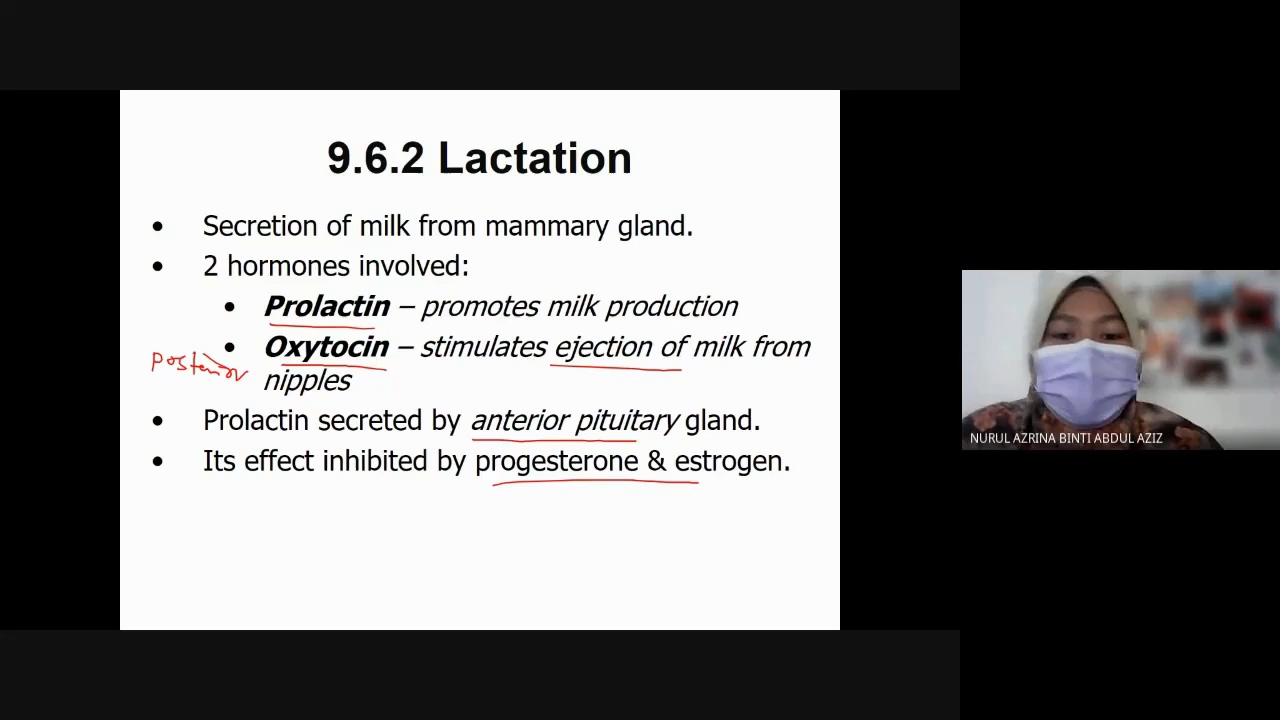 9.6.2 Lactation
• Secretion of milk from mammary gland.
• 2 hormones involved:
• Prolactin – promotes milk production
• Oxytocin – stimulates ejection of milk from
posterior
nipples
• Prolactin secreted by anterior pituitary gland.
• Its effect inhibited by progesterone & estrogen.
NURUL AZRINA BINTI ABDUL AZIZ